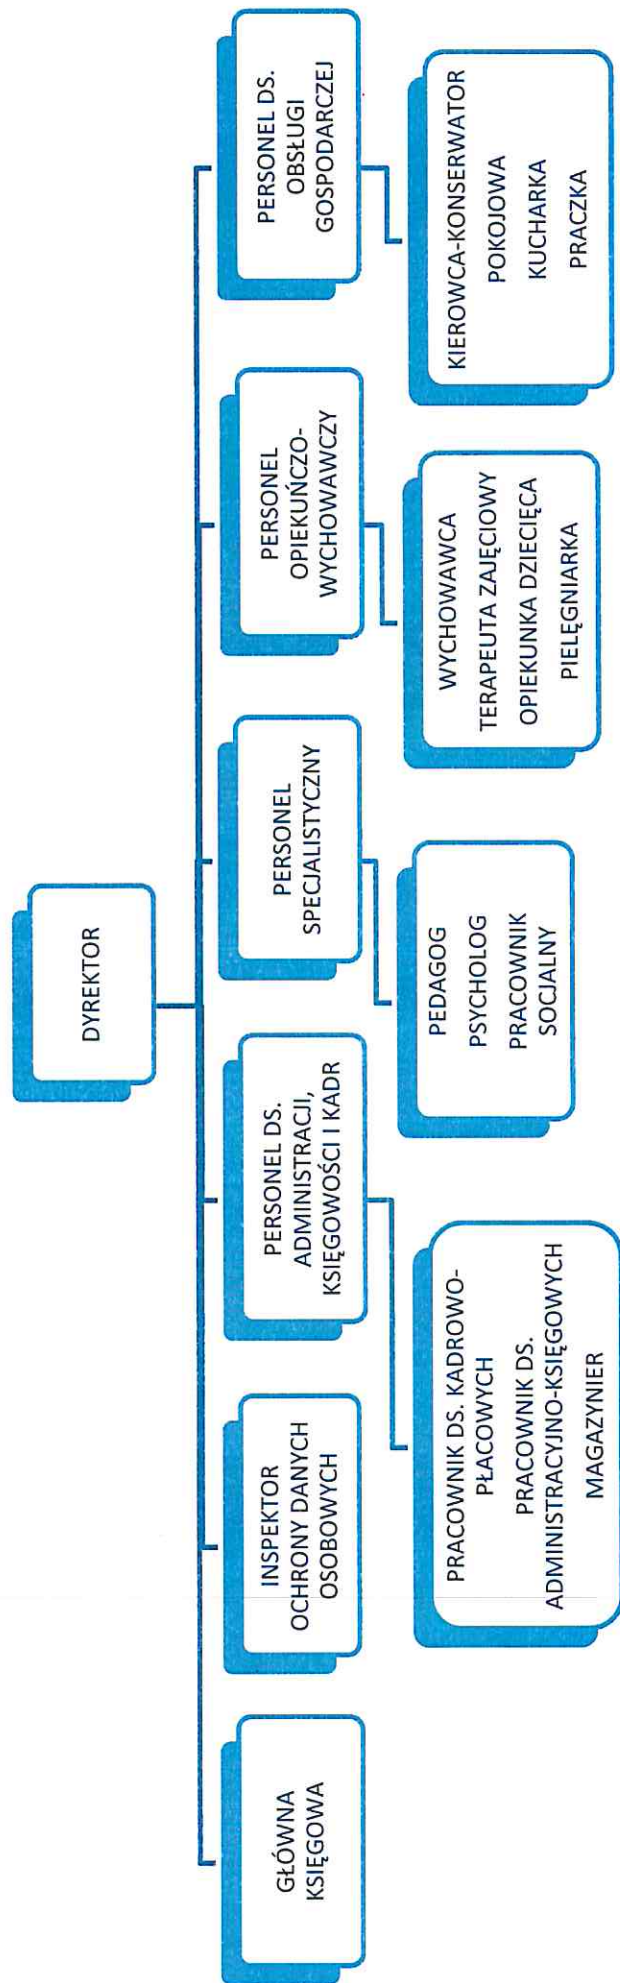 DYREKTOR
GŁÓWNA
KSIĘGOWA
INSPEKTOR
OCHRONY DANYCH
OSOBOWYCH
PERSONEL DS.
ADMINISTRACJI,
KSIĘGOWOŚCI I KADR
PERSONEL
SPECJALISTYCZNY
PERSONEL
OPIEKUŃCZO-
WYCHOWAWCZY
PERSONEL DS.
OBSŁUGI
GOSPODARCZEJ
PRACOWNIK DS. KADROWO-
PŁACOWYCH
PRACOWNIK DS.
ADMINISTRACYJNO-KSIĘGOWYCH
MAGAZYNIER
PEDAGOG
PSYCHOLOG
PRACOWNIK
SOCJALNY
WYCHOWAWCA
TERAPEUTA ZAJĘCIOWY
OPIEKUNKA DZIECIĘCA
PIELĘGNIARKA
KIEROWCA-KONSERWATOR
POKOJOWA
KUCHARKA
PRACZKA